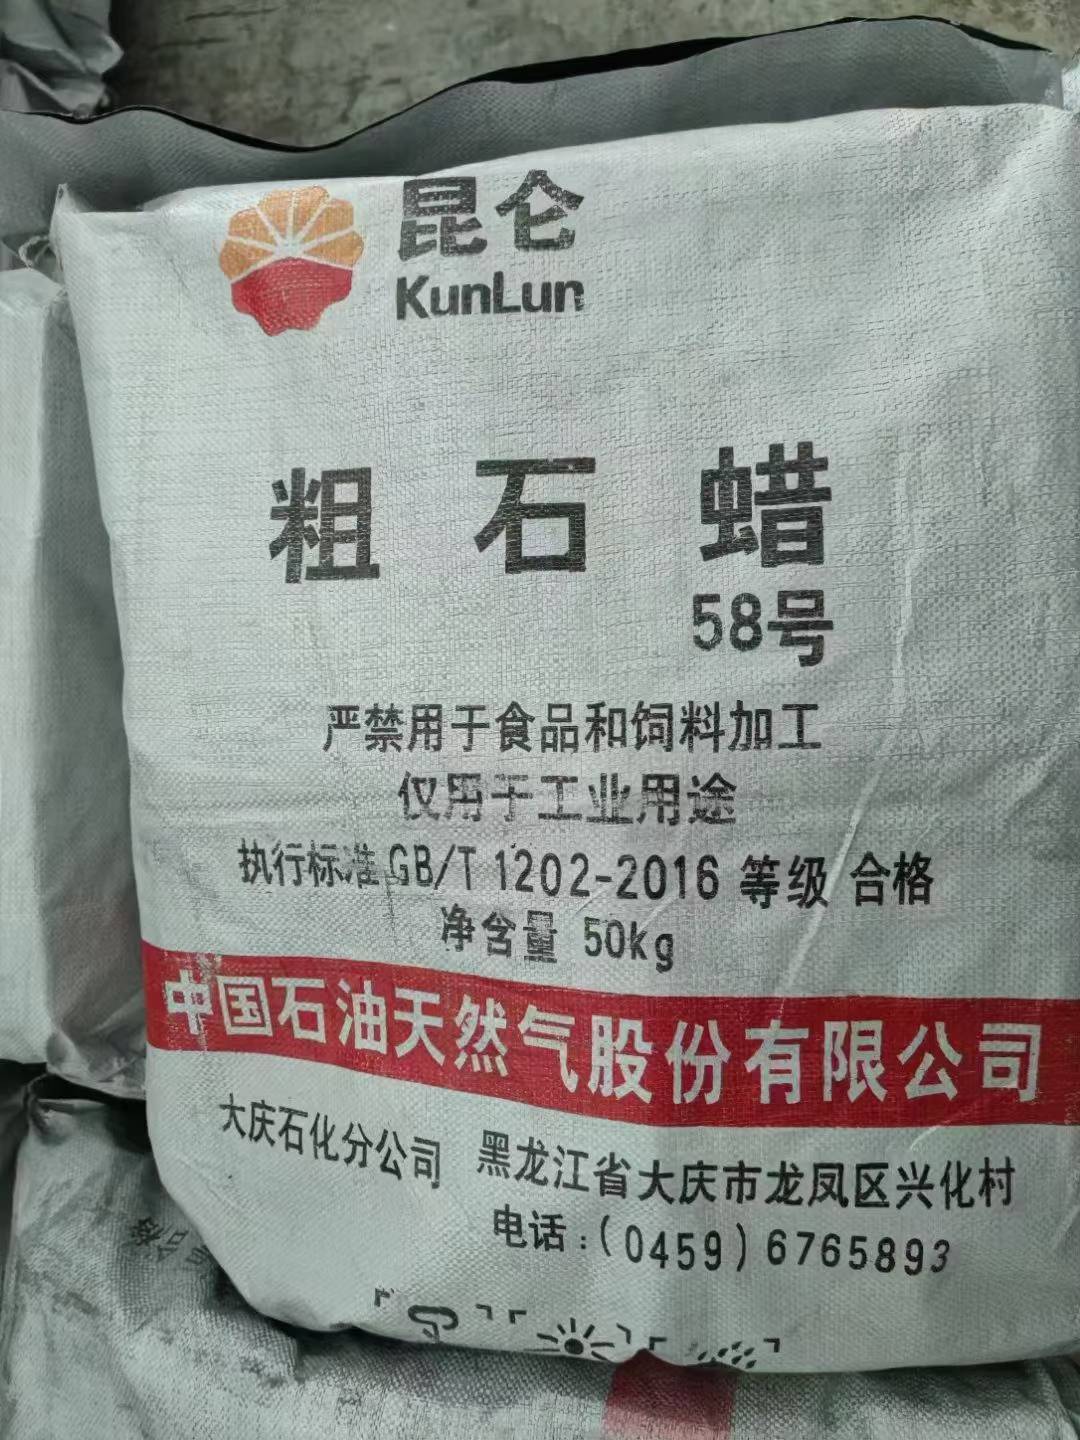 昆仑
KunLun
粗石蜡
58号
严禁用于食品和饲料加工
仅用于工业用途
执行标准 GB/T 1202-2016 等级 合格
净含量 50kg
中国石油天然气股份有限公司
大庆石化分公司 黑龙江省大庆市龙凤区兴化村
电话：(0459) 6765893
合格